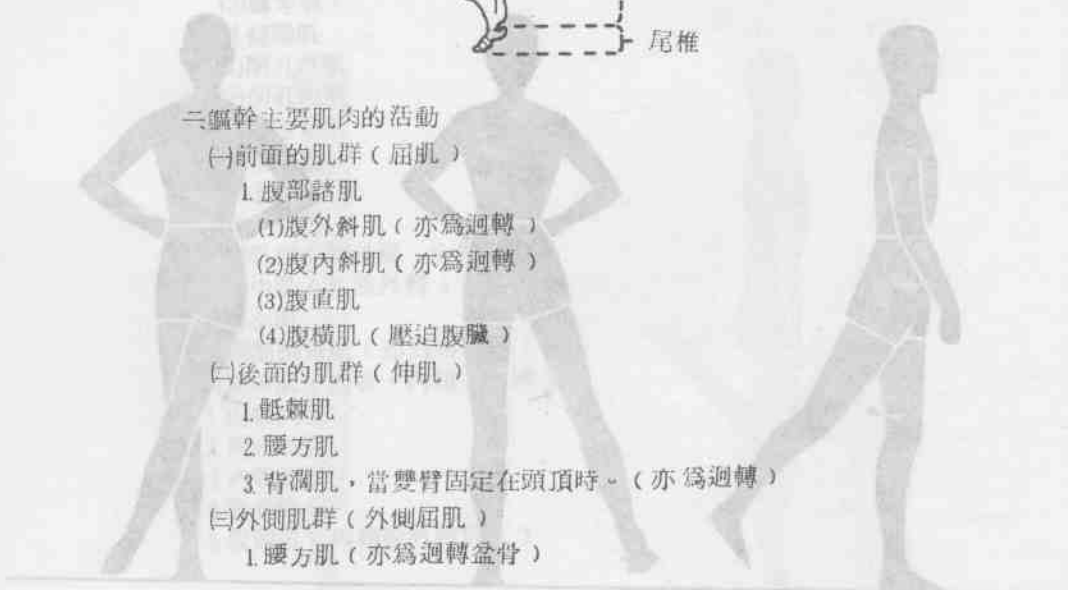 尾椎
二、軀幹主要肌肉的活動
㈠前面的肌群（屈肌）
1.腹部諸肌
(1)腹外斜肌（亦爲迴轉）
(2)腹內斜肌（亦爲迴轉）
(3)腹直肌
(4)腹橫肌（壓迫腹臟）
㈡後面的肌群（伸肌）
1.骶棘肌
2.腰方肌
3.背濶肌，當雙臂固定在頭頂時。（亦爲迴轉）
㈢外側肌群（外側屈肌）
1.腰方肌（亦爲迴轉盆骨）